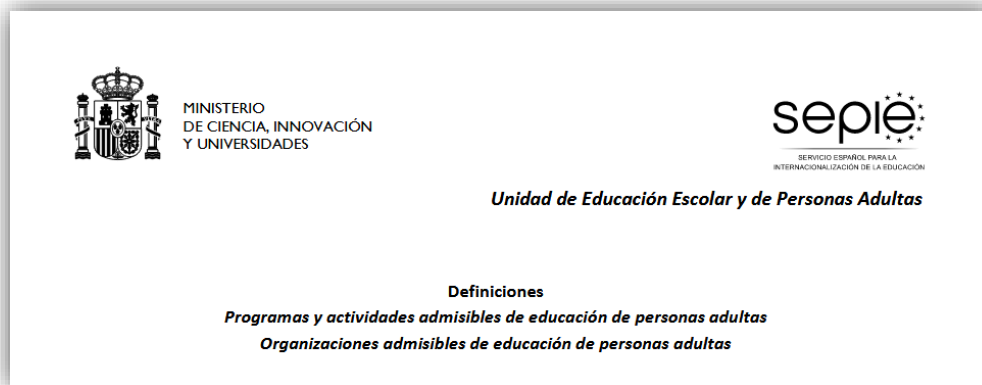 MINISTERIO
DE CIENCIA, INNOVACIÓN
Y UNIVERSIDADES
sepie
SERVICIO ESPAÑOL PARA LA
INTERNACIONALIZACIÓN DE LA EDUCACIÓN
Unidad de Educación Escolar y de Personas Adultas
Definiciones
Programas y actividades admisibles de educación de personas adultas
Organizaciones admisibles de educación de personas adultas